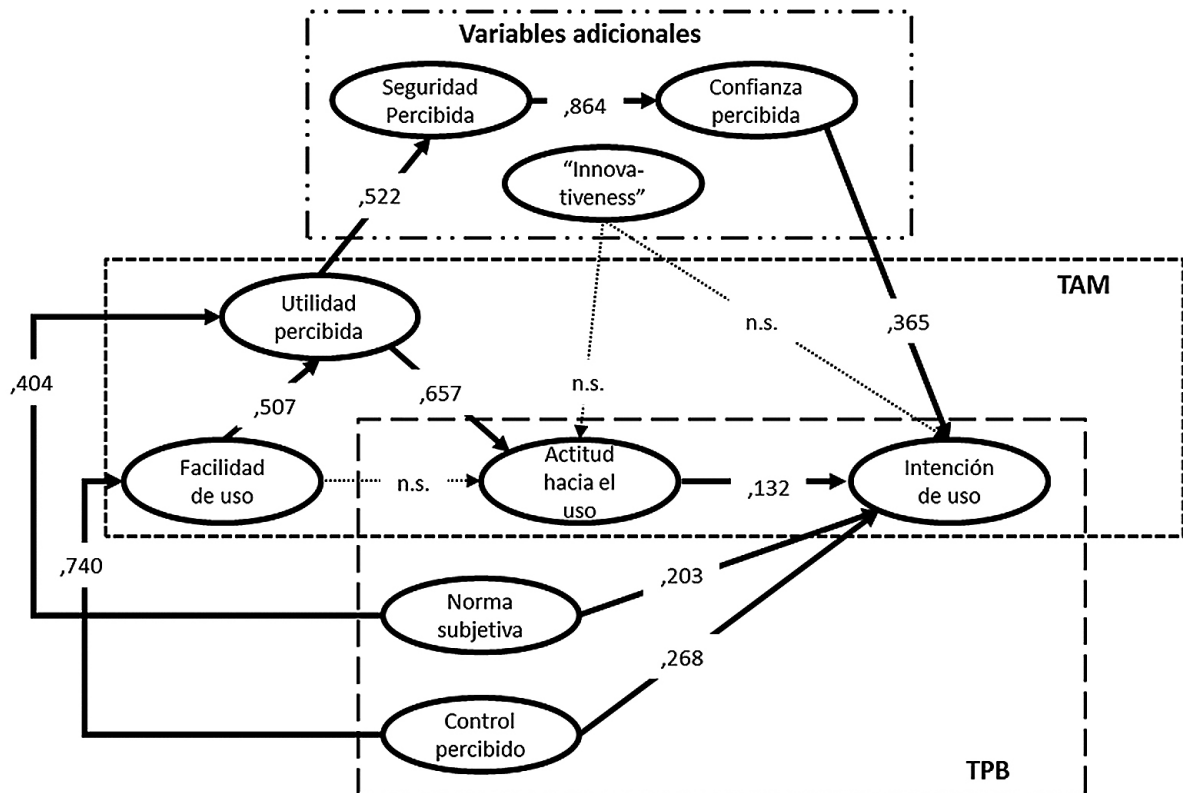 Variables adicionales
Seguridad
Percibida
,864
Confianza
percibida
“Innova-
tiveness”
,522
TAM
Utilidad
percibida
n.s.
,365
,404
,507
,657
n.s.
Facilidad
de uso
n.s.
Actitud
hacia el
uso
,132
Intención
de uso
,740
,203
Norma
subjetiva
,268
Control
percibido
TPB